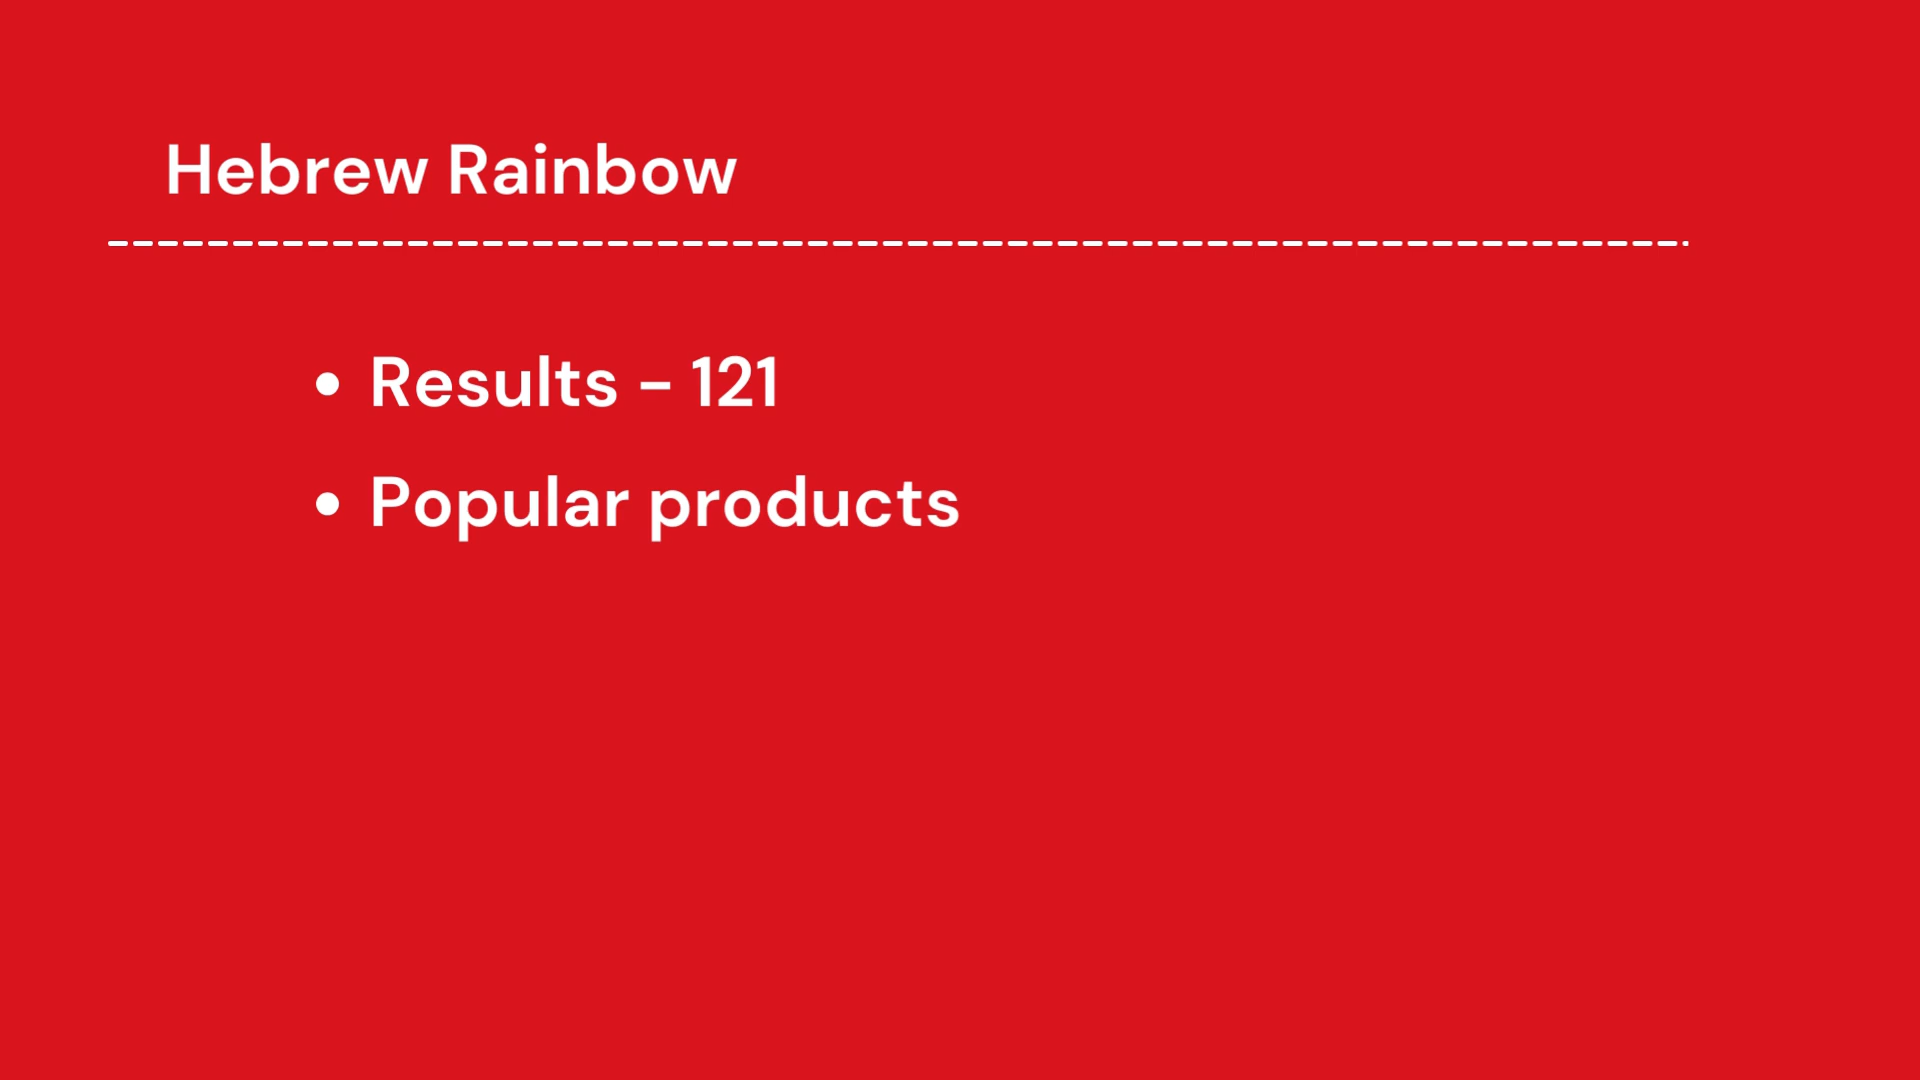 Hebrew Rainbow
• Results – 121
• Popular products